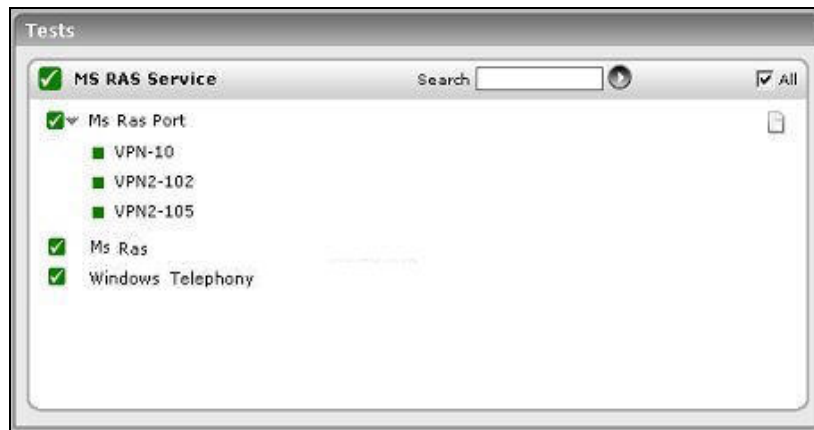 Tests
MS RAS Service Search All
Ms Ras Port
VPN-10
VPN2-102
VPN2-105
Ms Ras
Windows Telephony